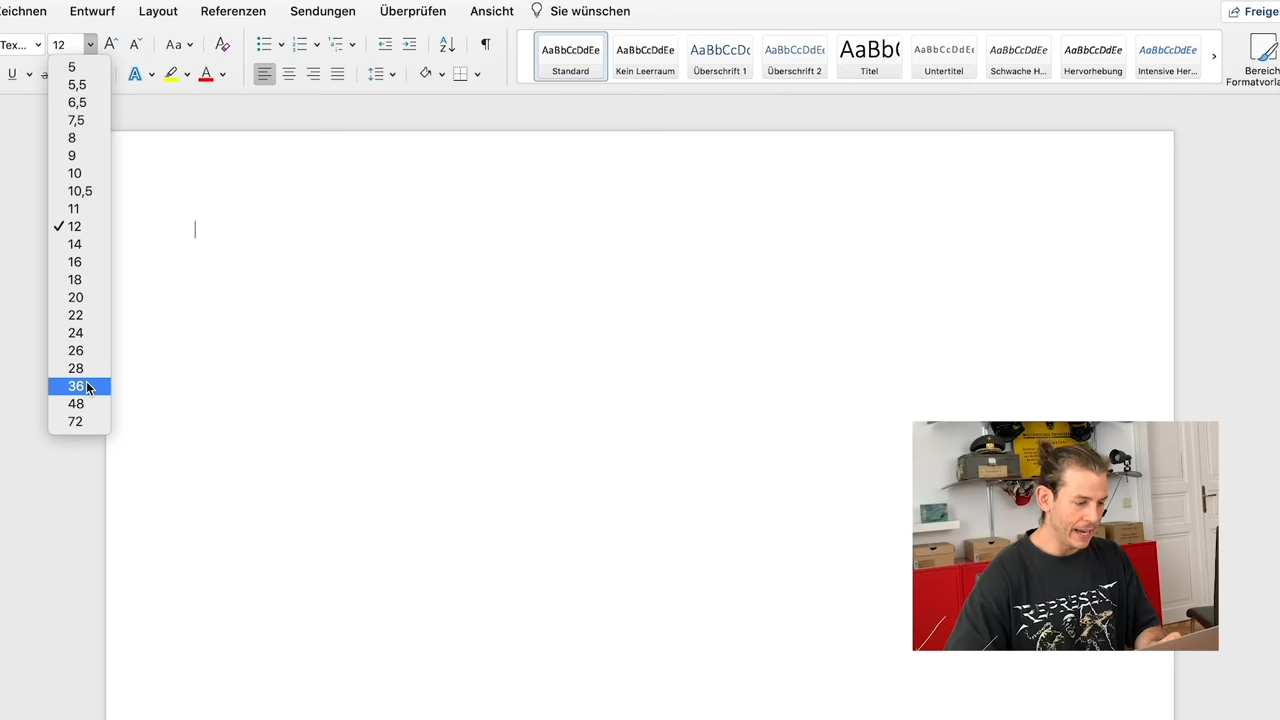 eichnen Entwurf Layout Referenzen Sendungen Überprüfen Ansicht Sie wünschen Freige
Tex... 12 A A Aa A
U A A
AaBbCcDdEe AaBbCcDdEe AaBbCcDc AaBbCcDdEe AaBb( AaBbCcDdEe AaBbCcDdEe AaBbCcDdEe AaBbCcDdEe
Standard Kein Leerraum Überschrift 1 Überschrift 2 Titel Untertitel Schwache H... Hervorhebung Intensive Her...
Bereich
Formatvorla
5
5,5
6,5
7,5
8
9
10
10,5
11
12
14
16
18
20
22
24
26
28
36
48
72
REPRESENT